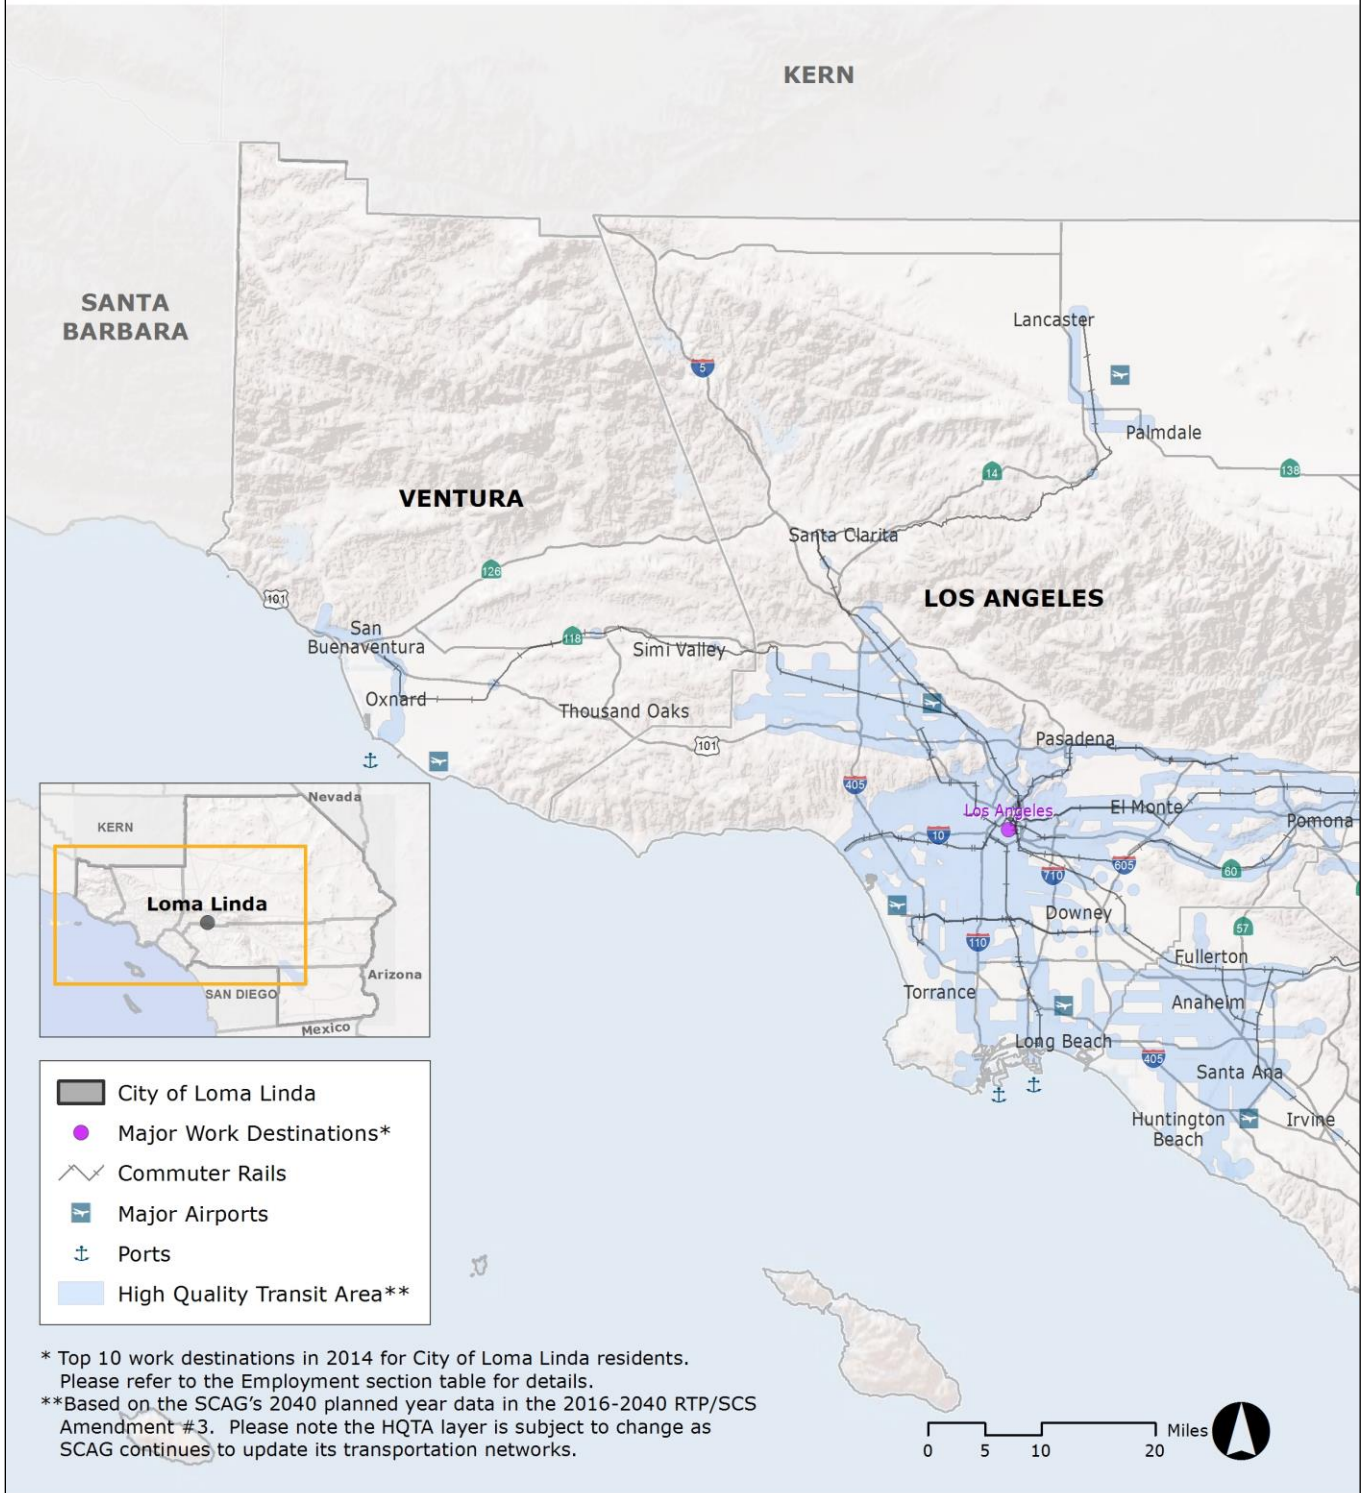 KERN
SANTA
BARBARA
Lancaster
5
Palmdale
14
138
VENTURA
Santa Clarita
126
LOS ANGELES
101
San
Buenaventura
118
Simi Valley
Oxnard
Thousand Oaks
101
Pasadena
405
Los Angeles
El Monte
10
Pomona
605
710
60
Downey
57
110
Fullerton
Torrance
Anaheim
Long Beach
405
Santa Ana
Huntington
Beach
Irvine
Nevada
KERN
Loma Linda
Arizona
SAN DIEGO
Mexico
City of Loma Linda
Major Work Destinations*
Commuter Rails
Major Airports
Ports
High Quality Transit Area**
* Top 10 work destinations in 2014 for City of Loma Linda residents.
Please refer to the Employment section table for details.
**Based on the SCAG's 2040 planned year data in the 2016-2040 RTP/SCS
Amendment #3. Please note the HQTA layer is subject to change as
SCAG continues to update its transportation networks.
Miles
0 5 10 20